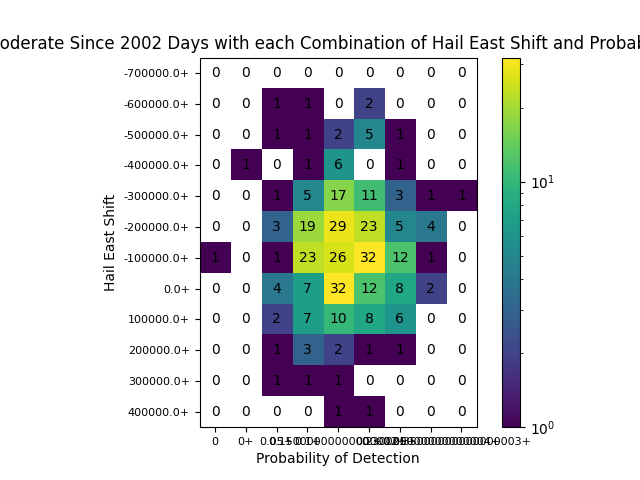 oderate Since 2002 Days with each Combination of Hail East Shift and Probab
-700000.0+ 0 0 0 0 0 0 0 0 0
-600000.0+ 0 0 1 1 0 2 0 0 0
-500000.0+ 0 0 1 1 2 5 1 0 0
-400000.0+ 0 1 0 1 6 0 1 0 0
-300000.0+ 0 0 1 5 17 11 3 1 1
-200000.0+ 0 0 3 19 29 23 5 4 0
-100000.0+ 1 0 1 23 26 32 12 1 0
0.0+ 0 0 4 7 32 12 8 2 0
100000.0+ 0 0 2 7 10 8 6 0 0
200000.0+ 0 0 1 3 2 1 1 0 0
300000.0+ 0 0 1 1 1 0 0 0 0
400000.0+ 0 0 0 0 1 1 0 0 0
0 0+
Probability of Detection
Hail East Shift
10¹
10⁰